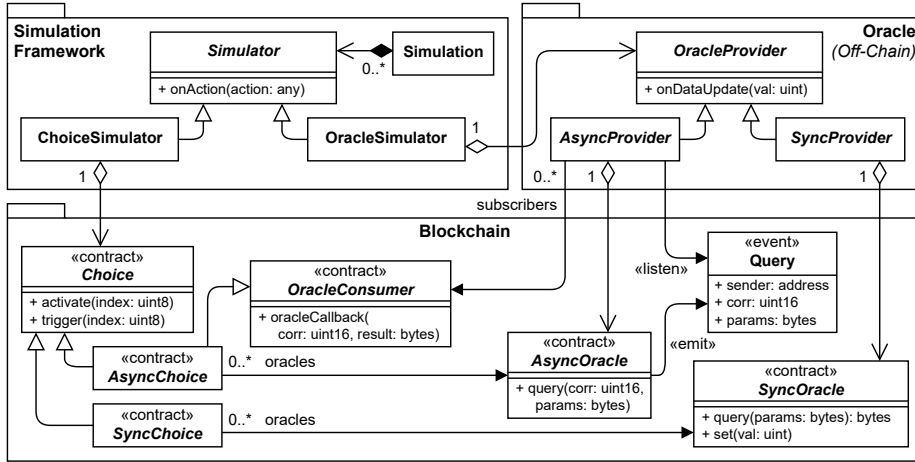 Simulation
Framework
Simulator
+ onAction(action: any)
0..*
Simulation
ChoiceSimulator
OracleSimulator
1
1
Oracle
(Off-Chain)
OracleProvider
+ onDataUpdate(val: uint)
AsyncProvider
SyncProvider
0..*
1
1
subscribers
Blockchain
«contract»
Choice
+ activate(index: uint8)
+ trigger(index: uint8)
«contract»
OracleConsumer
+ oracleCallback(
corr: uint16, result: bytes)
«listen»
«event»
Query
+ sender: address
+ corr: uint16
+ params: bytes
«emit»
«contract»
AsyncChoice
0..* oracles
«contract»
AsyncOracle
+ query(corr: uint16,
params: bytes)
«contract»
SyncChoice
0..* oracles
«contract»
SyncOracle
+ query(params: bytes): bytes
+ set(val: uint)